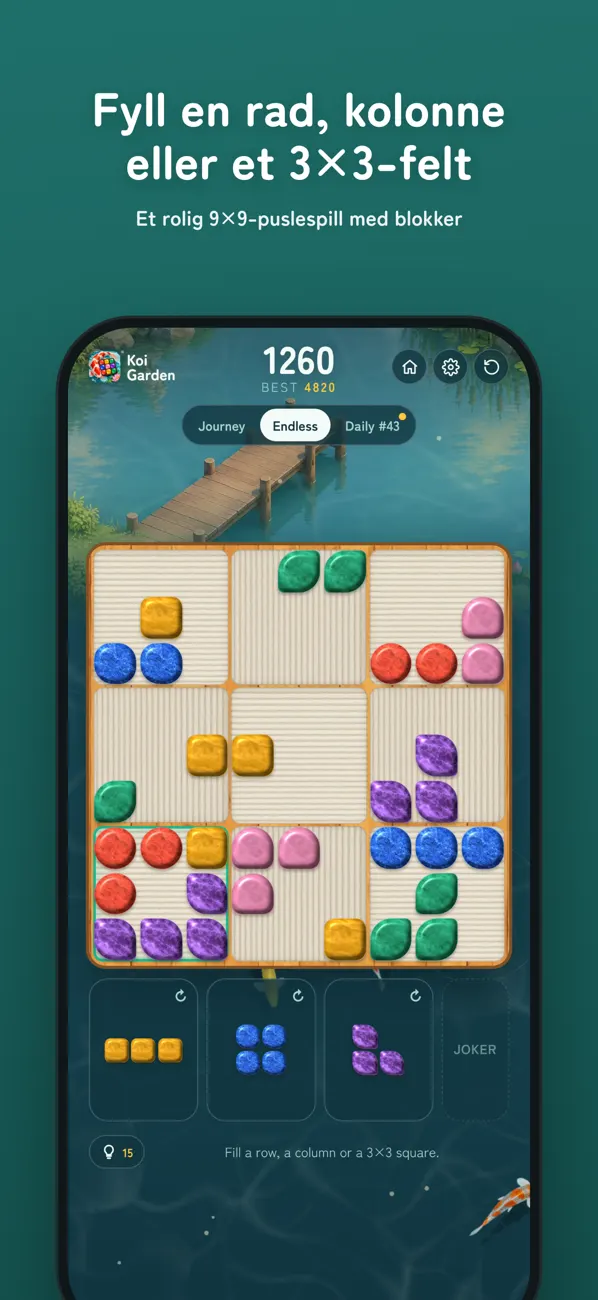 Fyll en rad, kolonne
eller et 3×3-felt
Et rolig 9×9-puslespill med blokker
Koi
Garden
1260
BEST 4820
Journey
Endless
Daily #43
JOKER
15
Fill a row, a column or a 3×3 square.